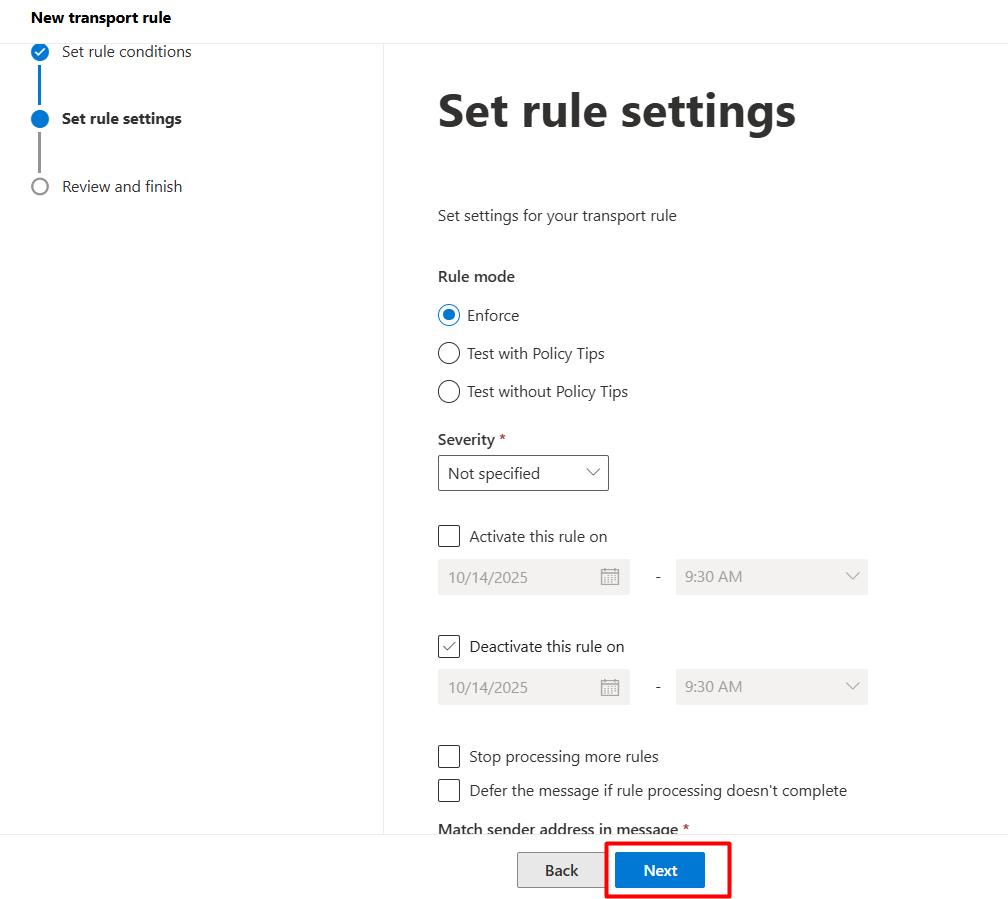 New transport rule
Set rule conditions
Set rule settings
Review and finish
Set rule settings
Set settings for your transport rule
Rule mode
Enforce
Test with Policy Tips
Test without Policy Tips
Severity *
Not specified
Activate this rule on
10/14/2025 - 9:30 AM
Deactivate this rule on
10/14/2025 - 9:30 AM
Stop processing more rules
Defer the message if rule processing doesn't complete
Match sender address in message *
Back Next